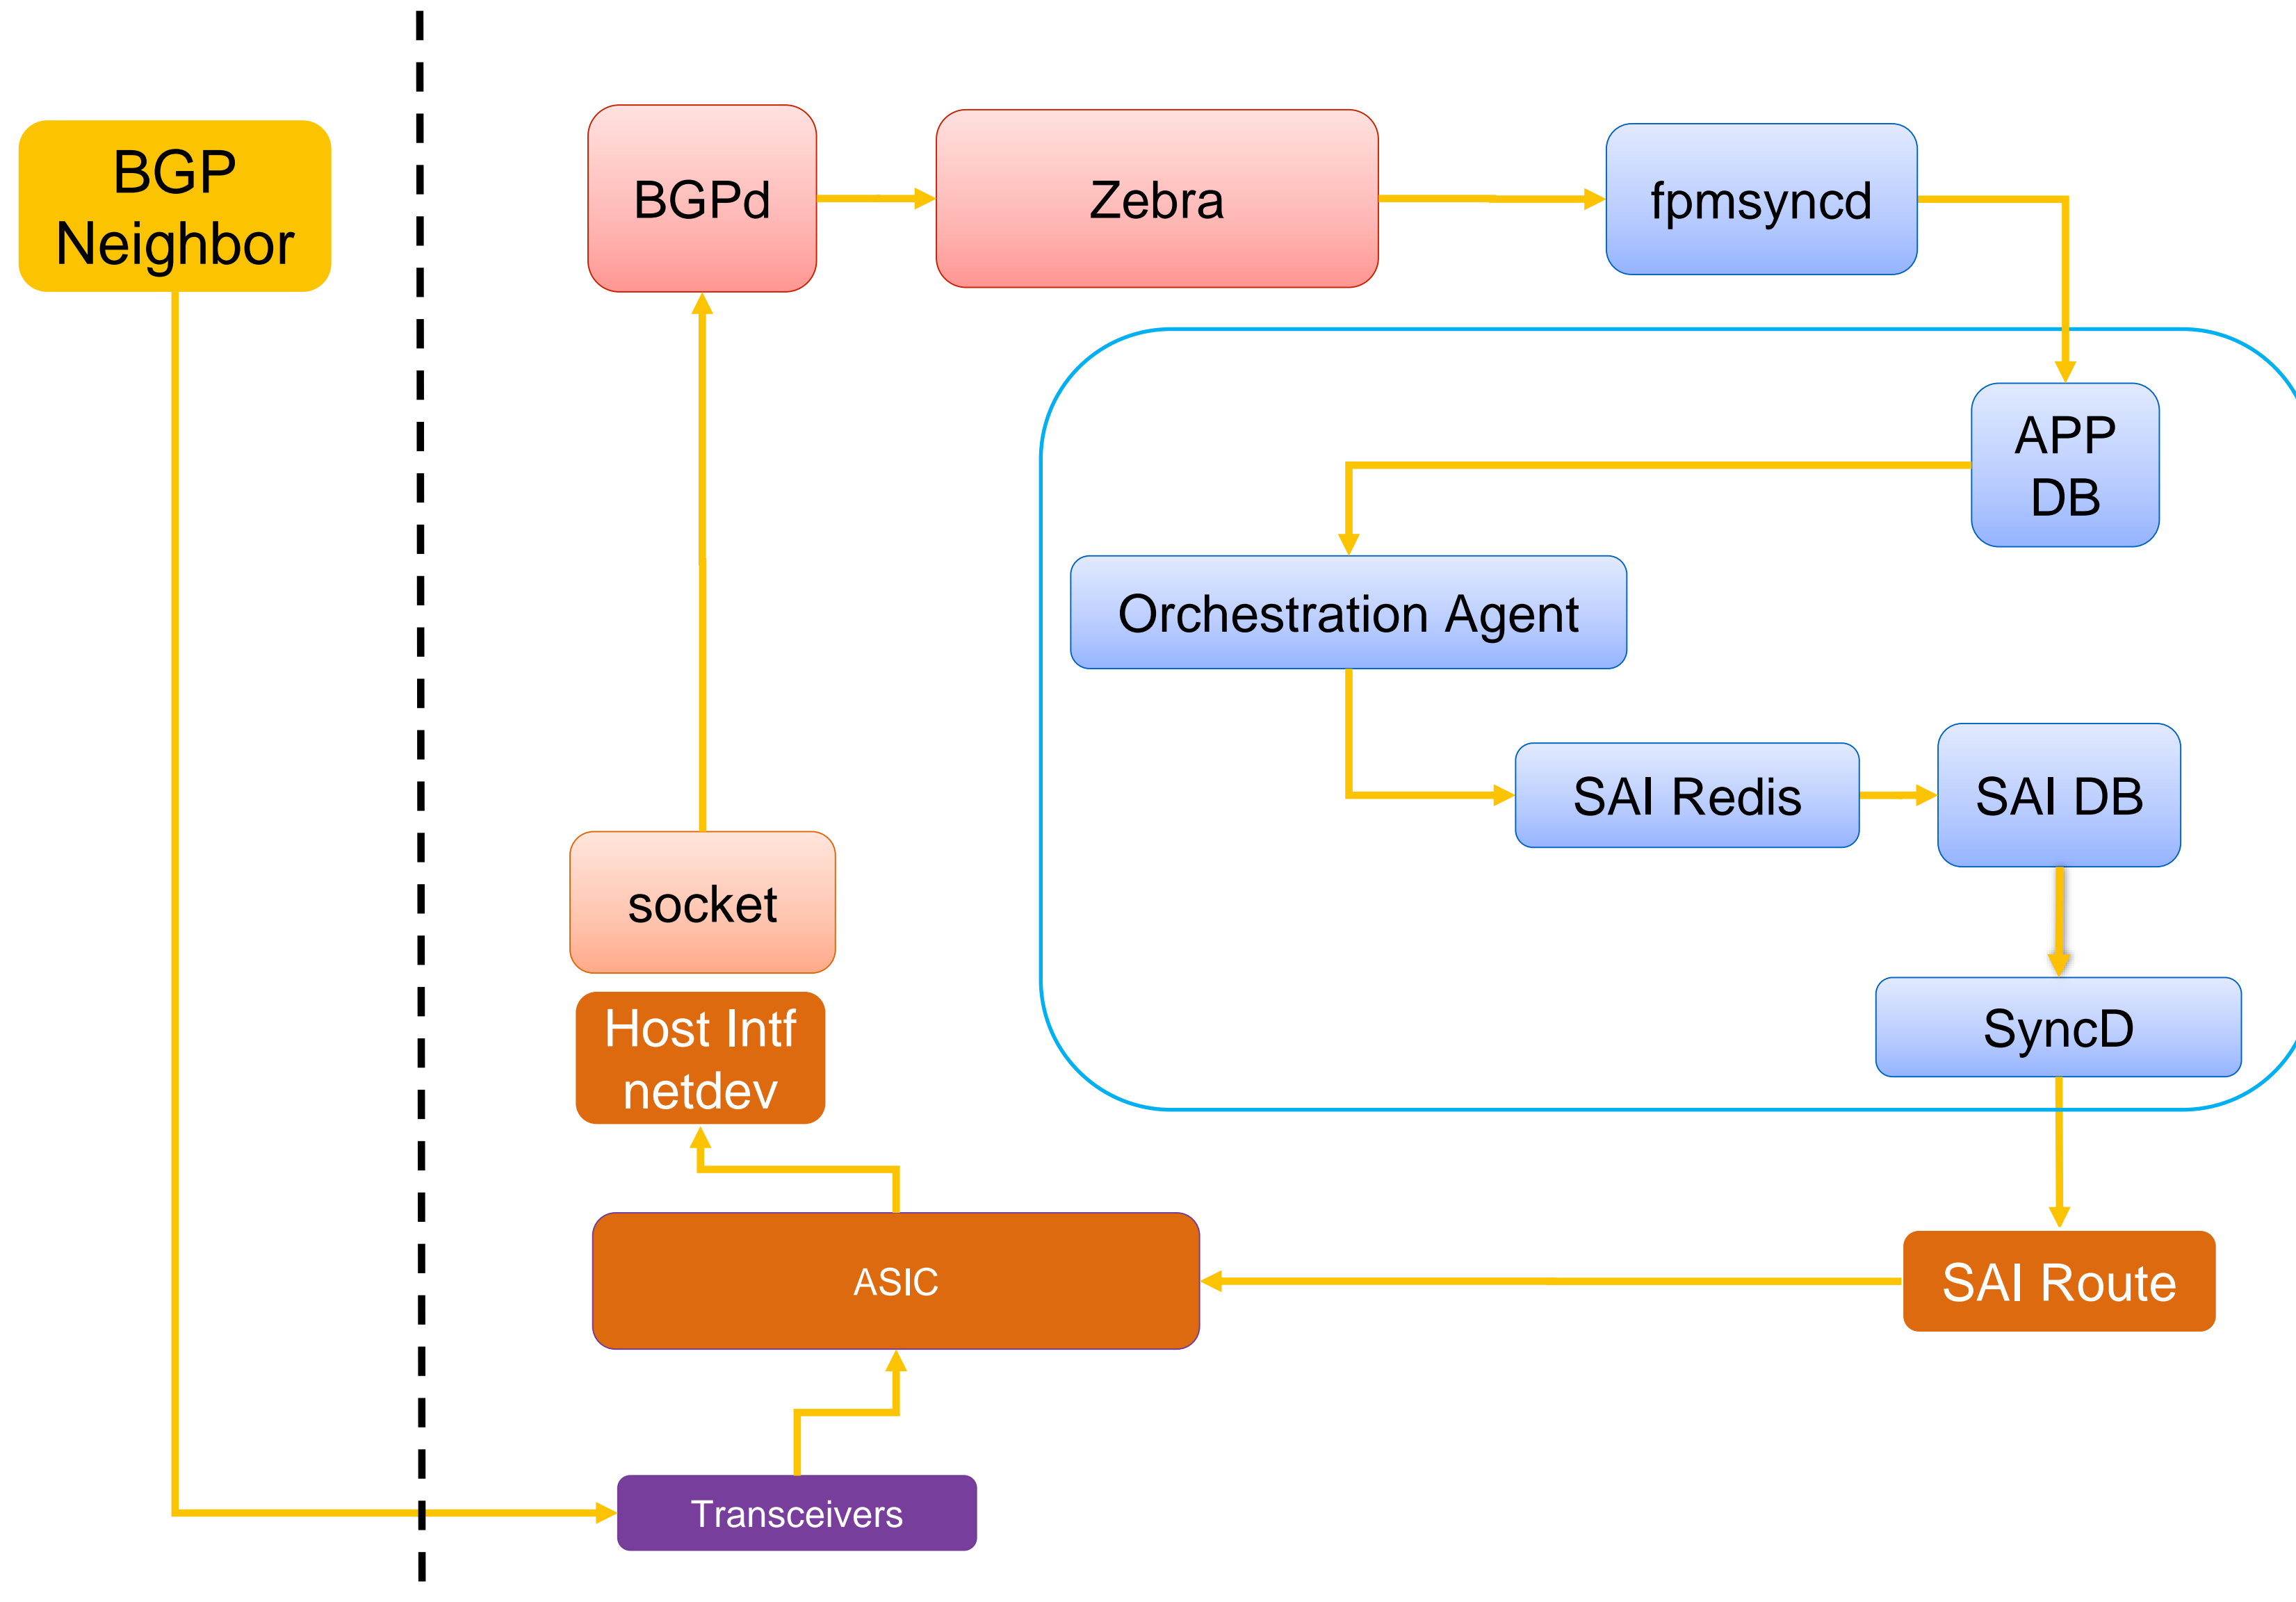 BGP
Neighbor
BGPd
Zebra
fpmsyncd
APP
DB
Orchestration Agent
SAI Redis
SAI DB
socket
SyncD
Host Intf
netdev
ASIC
SAI Route
Transceivers